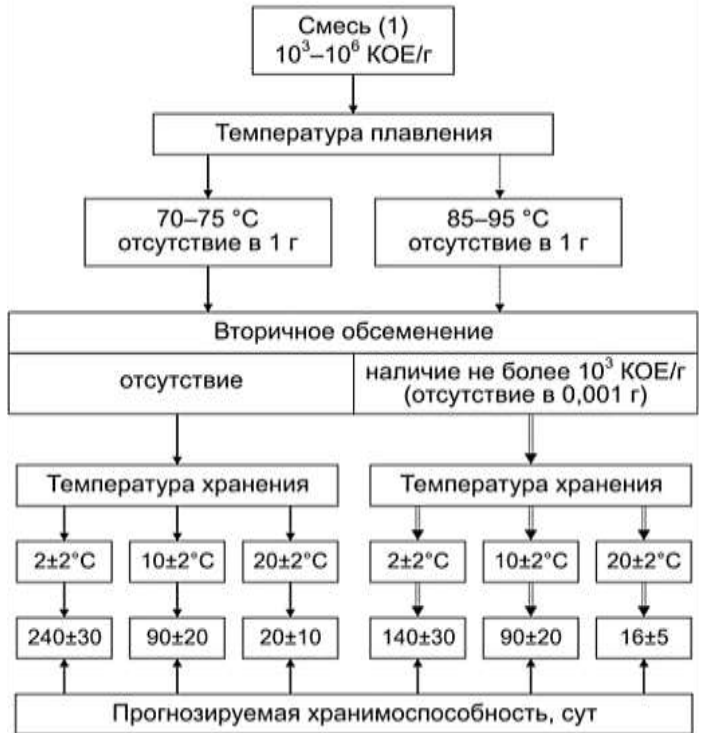 Смесь (1)
10³–10⁶ КОЕ/г
Температура плавления
70–75 °C
отсутствие в 1 г
85–95 °C
отсутствие в 1 г
Вторичное обсеменение
отсутствие
наличие не более 10³ КОЕ/г
(отсутствие в 0,001 г)
Температура хранения
Температура хранения
2±2°C
10±2°C
20±2°C
2±2°C
10±2°C
20±2°C
240±30
90±20
20±10
140±30
90±20
16±5
Прогнозируемая хранимоспособность, сут